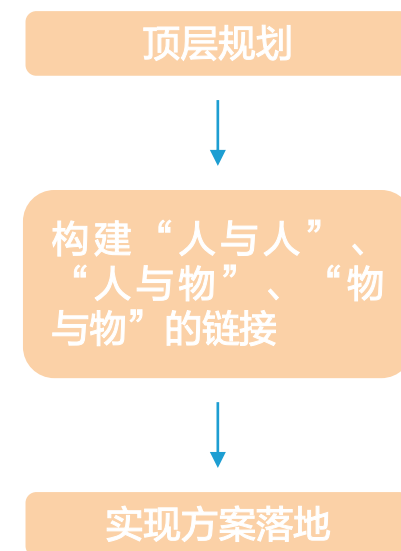 顶层规划
构建“人与人”、
“人与物”、“物
与物”的链接
实现方案落地